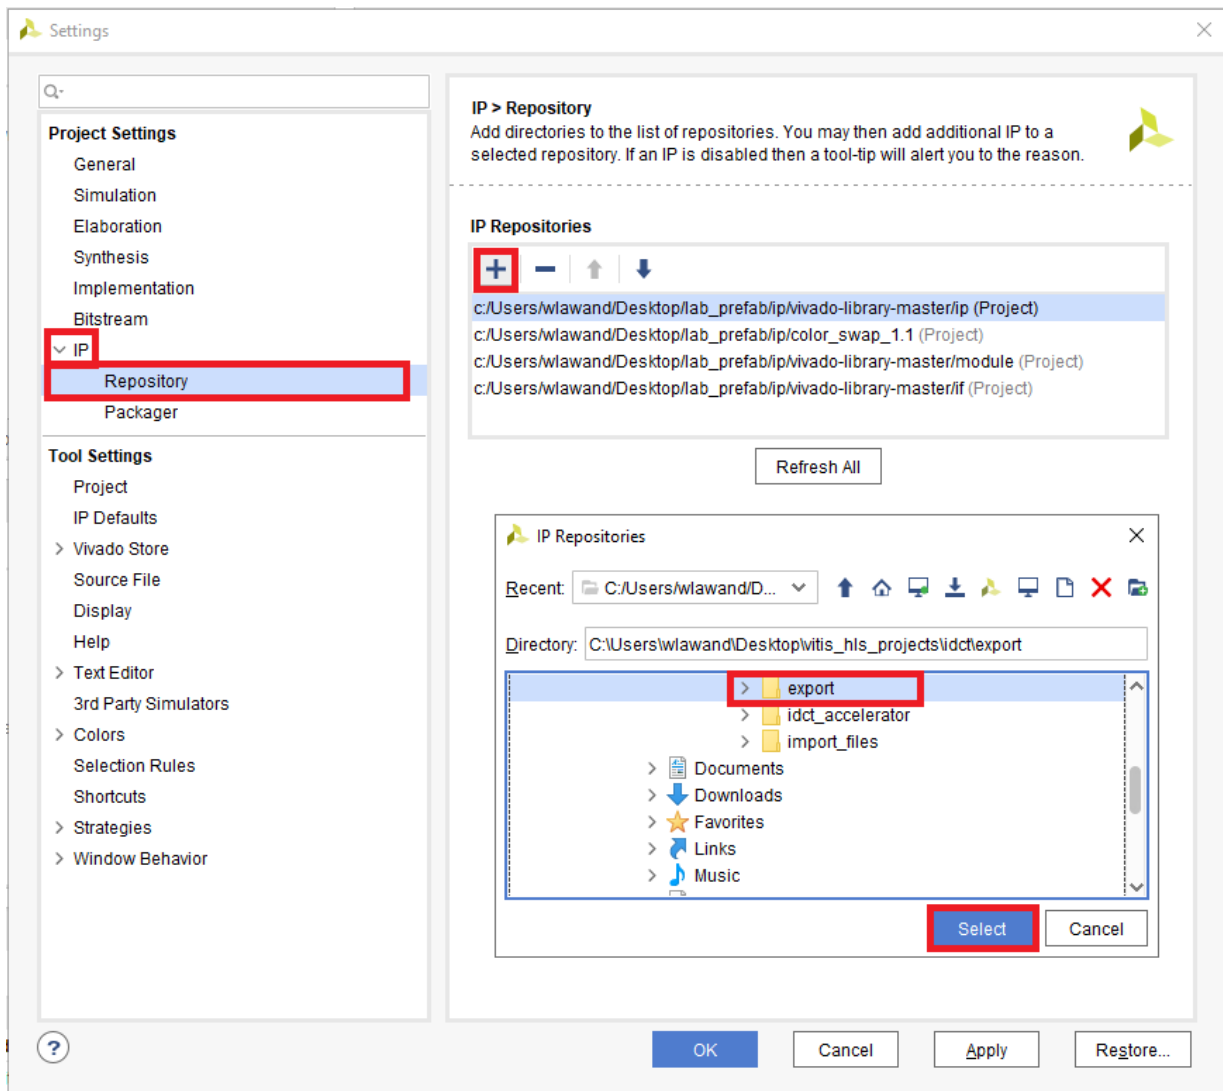 Settings
Project Settings
General
Simulation
Elaboration
Synthesis
Implementation
Bitstream
IP
Repository
Packager
Tool Settings
Project
IP Defaults
Vivado Store
Source File
Display
Help
Text Editor
3rd Party Simulators
Colors
Selection Rules
Shortcuts
Strategies
Window Behavior
IP > Repository
Add directories to the list of repositories. You may then add additional IP to a
selected repository. If an IP is disabled then a tool-tip will alert you to the reason.
IP Repositories
c:/Users/wlawand/Desktop/lab_prefab/ip/vivado-library-master/ip (Project)
c:/Users/wlawand/Desktop/lab_prefab/ip/color_swap_1.1 (Project)
c:/Users/wlawand/Desktop/lab_prefab/ip/vivado-library-master/module (Project)
c:/Users/wlawand/Desktop/lab_prefab/ip/vivado-library-master/if (Project)
Refresh All
IP Repositories
Recent: C:/Users/wlawand/D...
Directory: C:\Users\wlawand\Desktop\vitis_hls_projects\idct\export
export
idct_accelerator
import_files
Documents
Downloads
Favorites
Links
Music
Select Cancel
? OK Cancel Apply Restore...